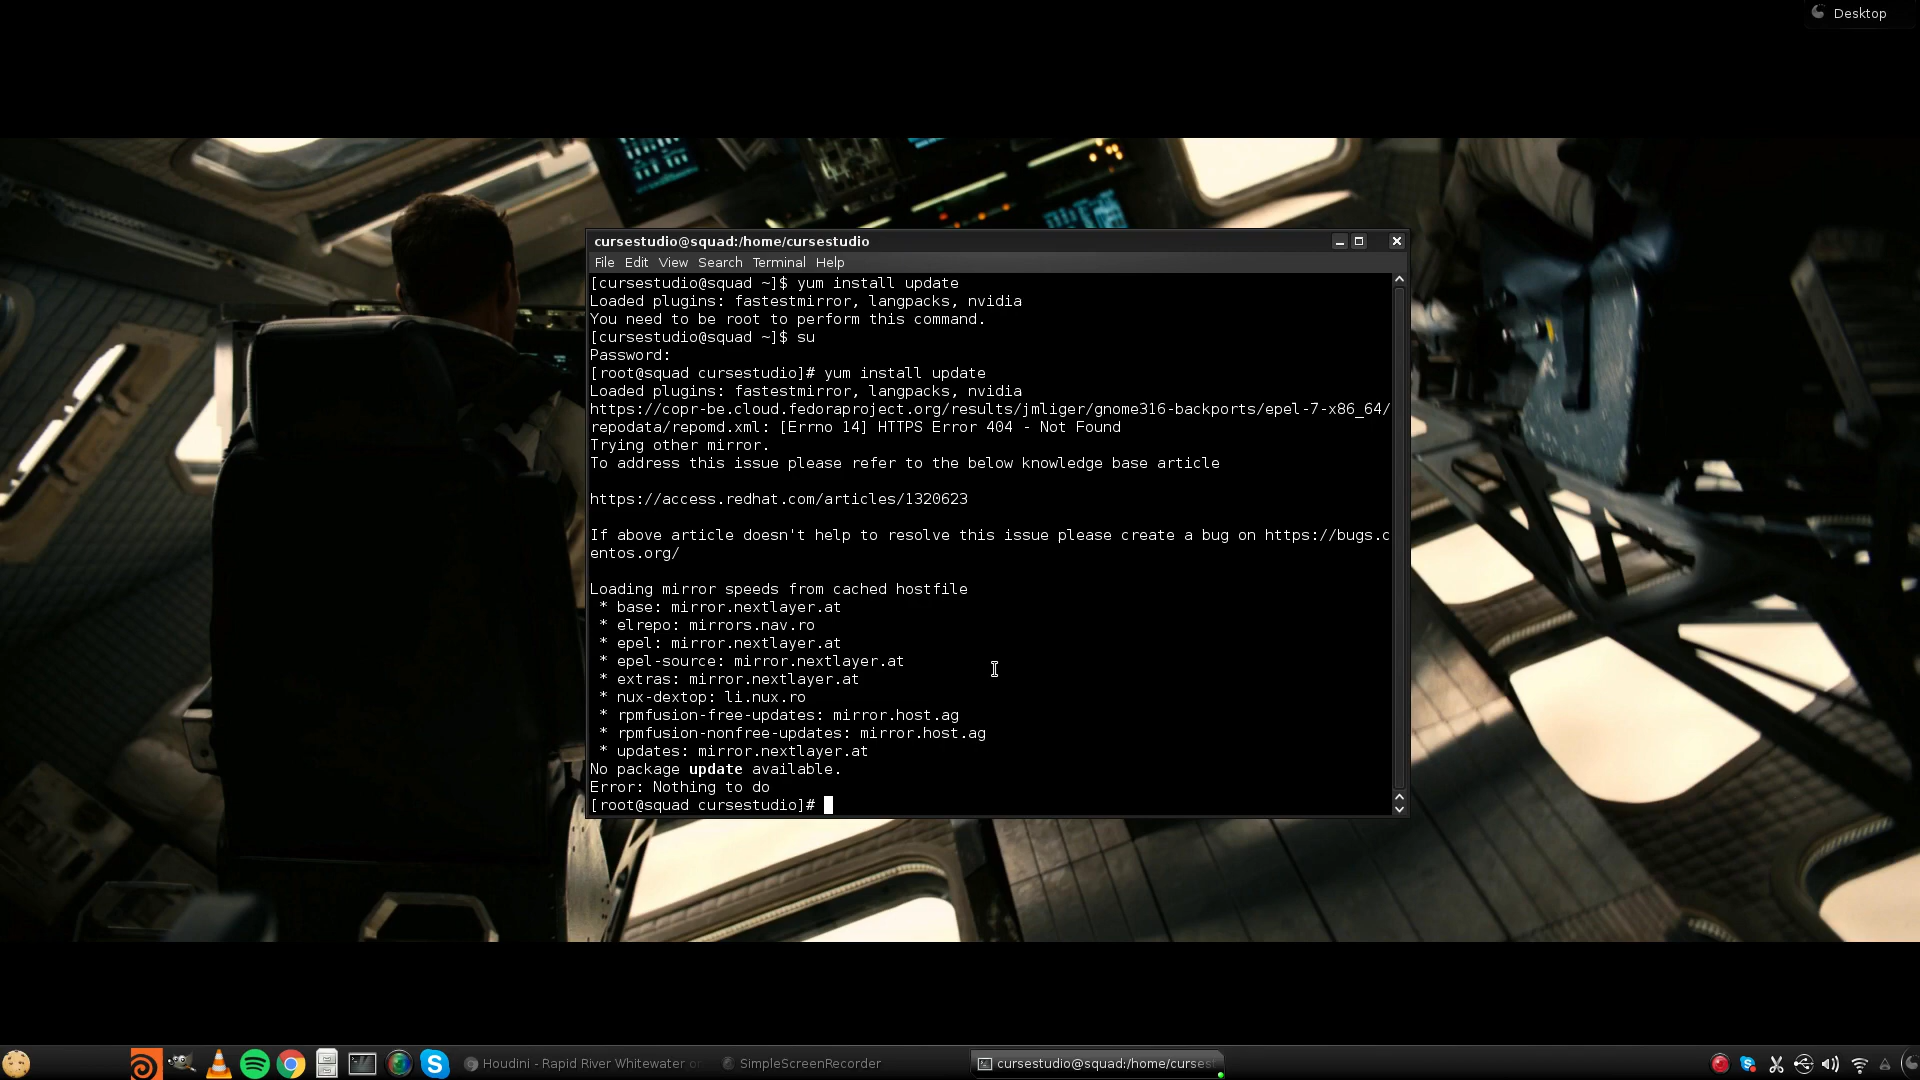 Desktop
cursestudio@squad:/home/cursestudio
File Edit View Search Terminal Help
[cursestudio@squad ~]$ yum install update
Loaded plugins: fastestmirror, langpacks, nvidia
You need to be root to perform this command.
[cursestudio@squad ~]$ su
Password:
[root@squad cursestudio]# yum install update
Loaded plugins: fastestmirror, langpacks, nvidia
https://copr-be.cloud.fedoraproject.org/results/jmliger/gnome316-backports/epel-7-x86_64/
repodata/repomd.xml: [Errno 14] HTTPS Error 404 - Not Found
Trying other mirror.
To address this issue please refer to the below knowledge base article
https://access.redhat.com/articles/1320623
If above article doesn't help to resolve this issue please create a bug on https://bugs.c
entos.org/
Loading mirror speeds from cached hostfile
 * base: mirror.nextlayer.at
 * elrepo: mirrors.nav.ro
 * epel: mirror.nextlayer.at
 * epel-source: mirror.nextlayer.at
 * extras: mirror.nextlayer.at
 * nux-dextop: li.nux.ro
 * rpmfusion-free-updates: mirror.host.ag
 * rpmfusion-nonfree-updates: mirror.host.ag
 * updates: mirror.nextlayer.at
No package update available.
Error: Nothing to do
[root@squad cursestudio]#
Houdini - Rapid River Whitewater on SimpleScreenRecorder cursestudio@squad:/home/curses